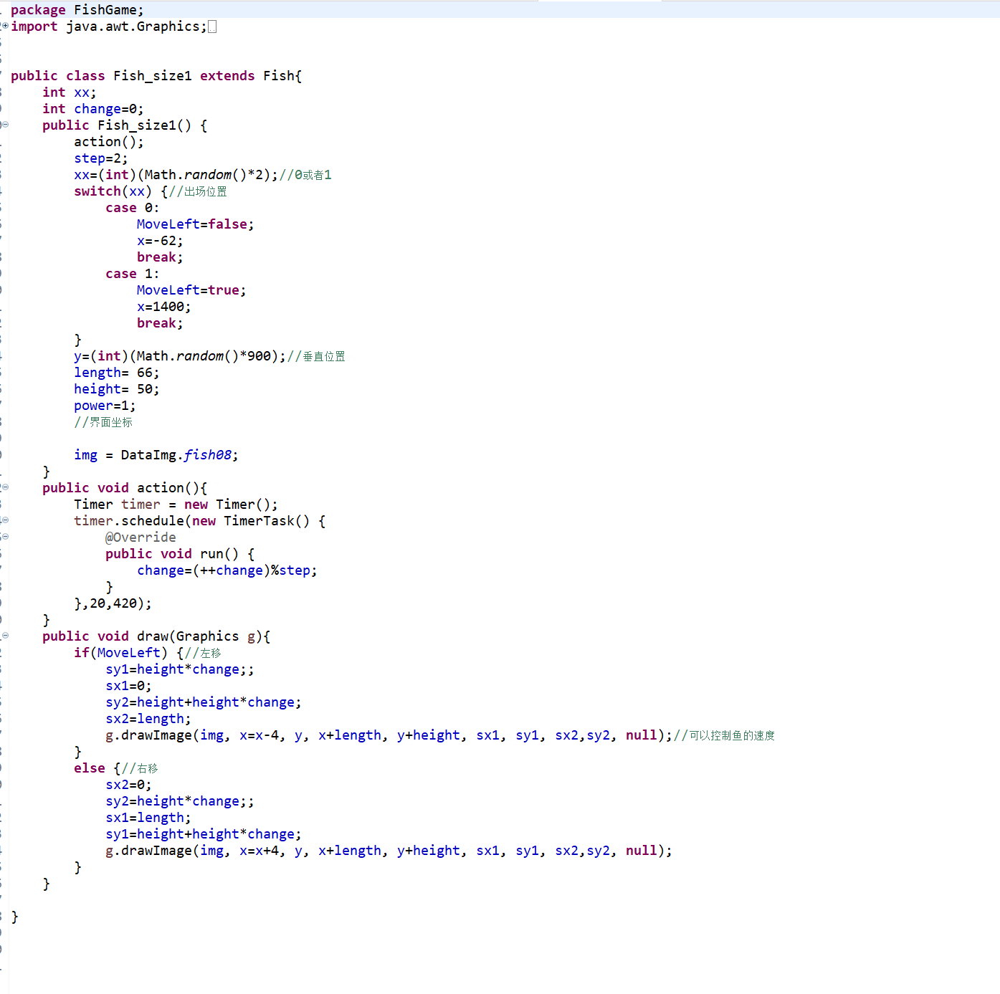 package FishGame;
import java.awt.Graphics;
public class Fish_size1 extends Fish{
int xx;
int change=0;
public Fish_size1() {
action();
step=2;
xx=(int)(Math.random()*2);//0或者1
switch(xx) {//出场位置
case 0:
MoveLeft=false;
x=-62;
break;
case 1:
MoveLeft=true;
x=1400;
break;
}
y=(int)(Math.random()*900);//垂直位置
length= 66;
height= 50;
power=1;
//界面坐标
img = DataImg.fish08;
}
public void action(){
Timer timer = new Timer();
timer.schedule(new TimerTask() {
@Override
public void run() {
change=(++change)%step;
}
},20,420);
}
public void draw(Graphics g){
if(MoveLeft) {//左移
sy1=height*change;;
sx1=0;
sy2=height+height*change;
sx2=length;
g.drawImage(img, x=x-4, y, x+length, y+height, sx1, sy1, sx2,sy2, null);//可以控制鱼的速度
}
else {//右移
sx2=0;
sy2=height*change;;
sx1=length;
sy1=height+height*change;
g.drawImage(img, x=x+4, y, x+length, y+height, sx1, sy1, sx2,sy2, null);
}
}
}